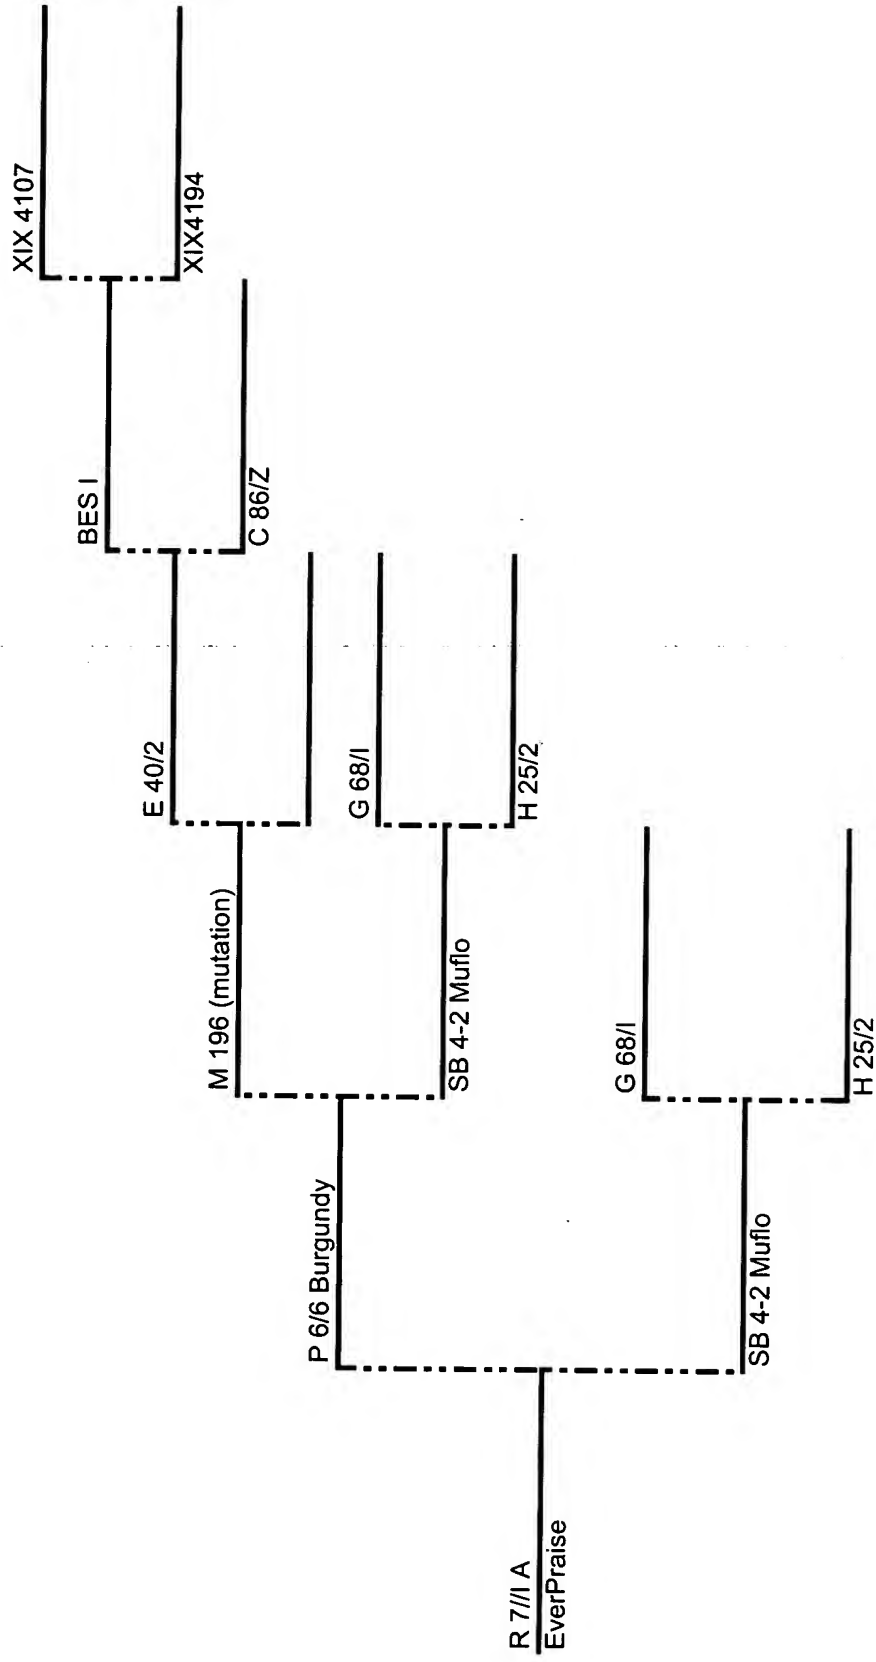 XIX 4107
XIX4194
BES I
C 86/Z
E 40/2
G 68/I
H 25/2
M 196 (mutation)
SB 4-2 Muflo
G 68/I
H 25/2
P 6/6 Burgundy
SB 4-2 Muflo
R 7//I A
EverPraise